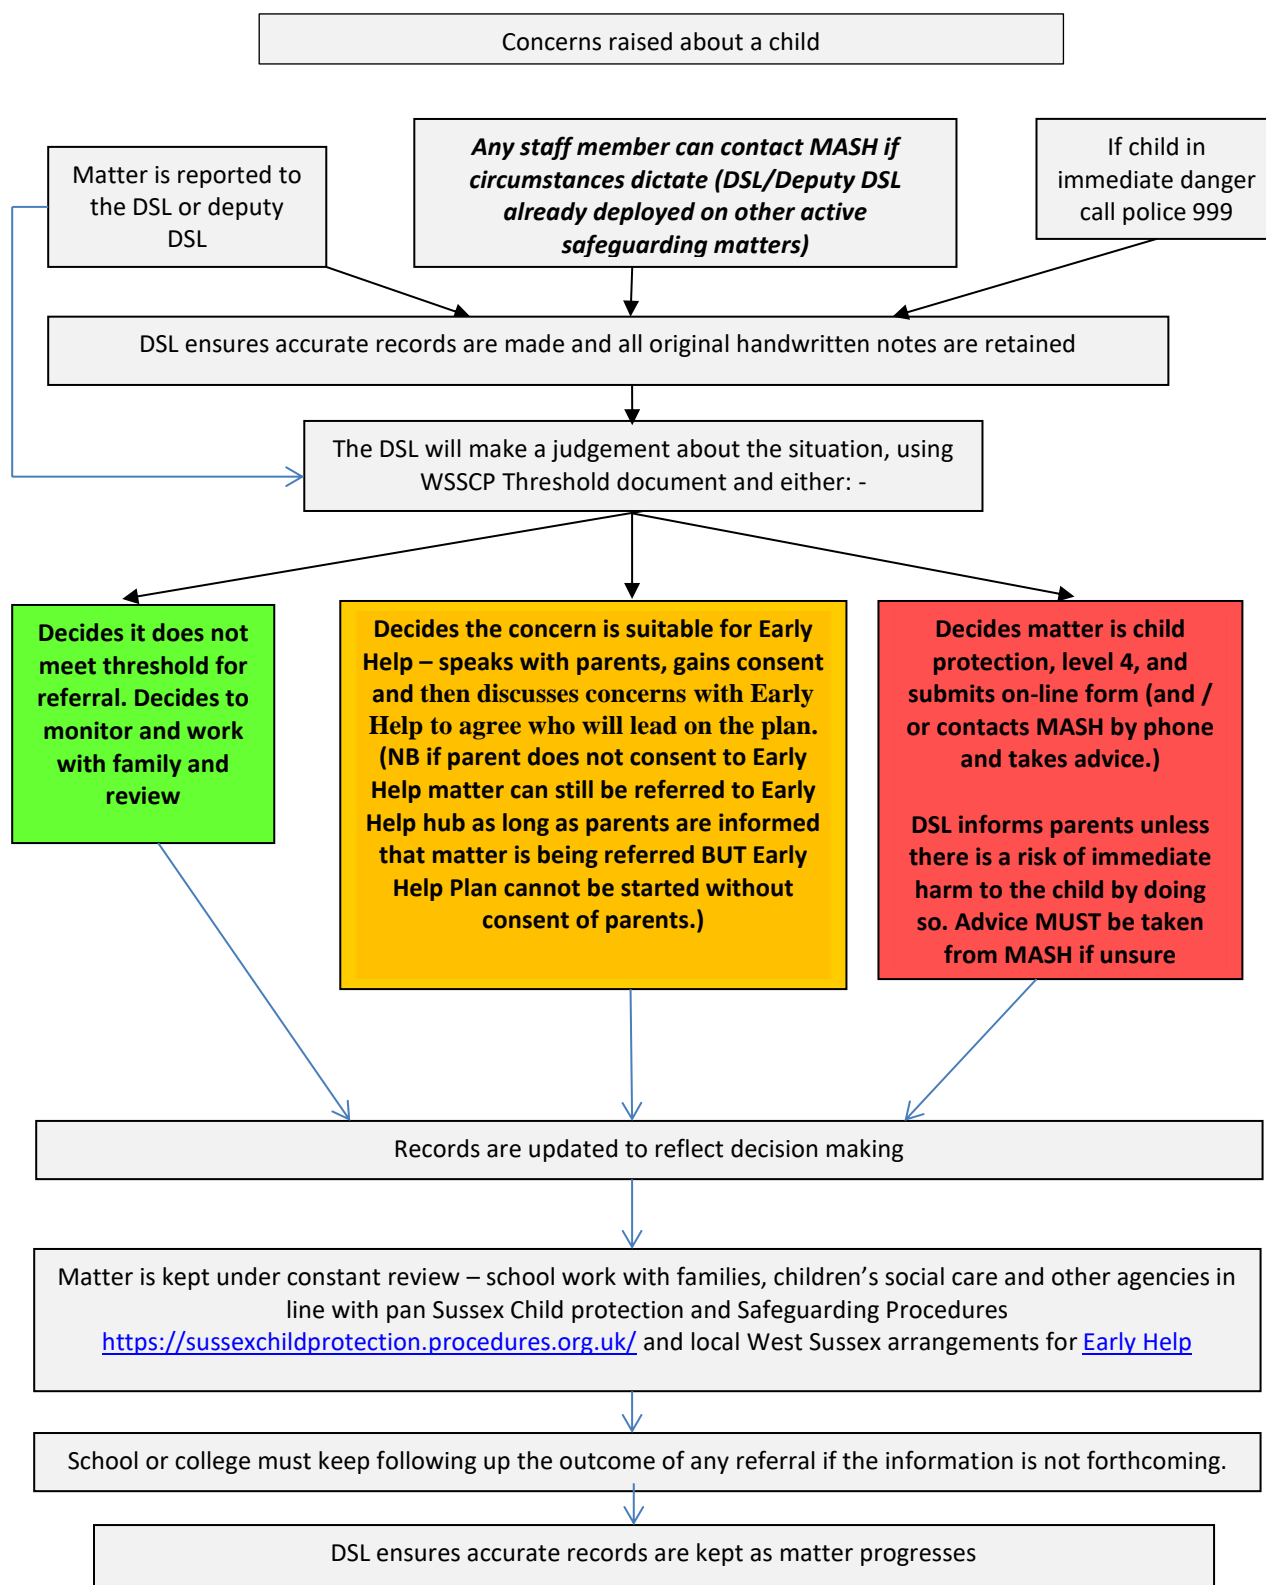 Concerns raised about a child
Matter is reported to
the DSL or deputy
DSL
Any staff member can contact MASH if
circumstances dictate (DSL/Deputy DSL
already deployed on other active
safeguarding matters)
If child in
immediate danger
call police 999
DSL ensures accurate records are made and all original handwritten notes are retained
The DSL will make a judgement about the situation, using
WSSCP Threshold document and either: -
Decides it does not
meet threshold for
referral. Decides to
monitor and work
with family and
review
Decides the concern is suitable for Early
Help – speaks with parents, gains consent
and then discusses concerns with Early
Help to agree who will lead on the plan.
(NB if parent does not consent to Early
Help matter can still be referred to Early
Help hub as long as parents are informed
that matter is being referred BUT Early
Help Plan cannot be started without
consent of parents.)
Decides matter is child
protection, level 4, and
submits on-line form (and /
or contacts MASH by phone
and takes advice.)
DSL informs parents unless
there is a risk of immediate
harm to the child by doing
so. Advice MUST be taken
from MASH if unsure
Records are updated to reflect decision making
Matter is kept under constant review – school work with families, children’s social care and other agencies in
line with pan Sussex Child protection and Safeguarding Procedures
https://sussexchildprotection.procedures.org.uk/ and local West Sussex arrangements for Early Help
School or college must keep following up the outcome of any referral if the information is not forthcoming.
DSL ensures accurate records are kept as matter progresses